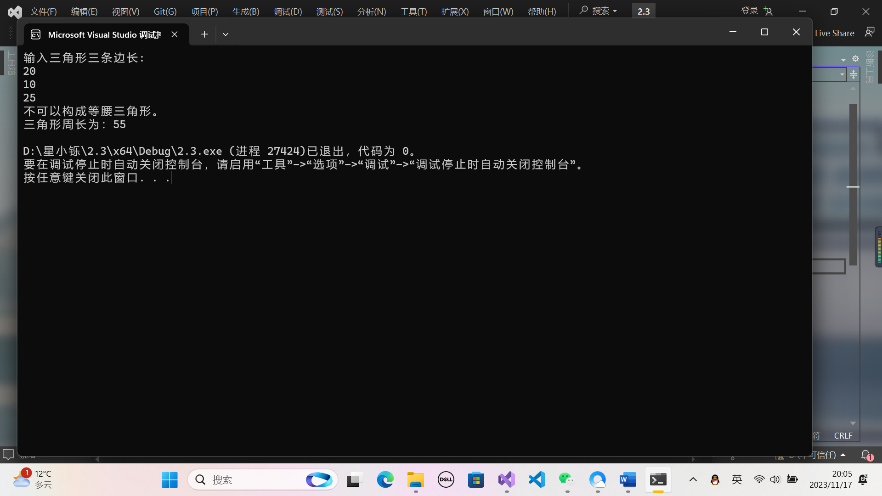 文件(F) 编辑(E) 视图(V) Git(G) 项目(P) 生成(B) 调试(D) 测试(S) 分析(N) 工具(T) 扩展(X) 窗口(W) 帮助(H) 搜索 2.3 登录
Microsoft Visual Studio 调试
Live Share
输入三角形三条边长:
20
10
25
不可以构成等腰三角形。
三角形周长为: 55
D:\星小铄\2.3\x64\Debug\2.3.exe (进程 27424)已退出，代码为 0。
要在调试停止时自动关闭控制台，请启用“工具”->“选项”->“调试”->“调试停止时自动关闭控制台”。
按任意键关闭此窗口. . .
符 CRLF
1
12°C
多云
搜索
DELL
英
20:05
2023/11/17